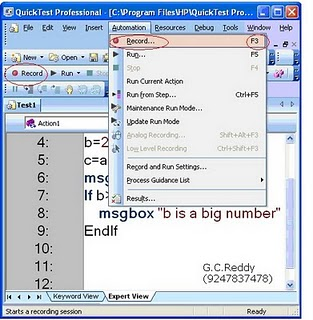 QuickTest Professional - [C:\Program Files\HP\QuickTest Pro
File Edit View Insert Automation Resources Debug Tools Window Help
New Open
Record Run Stop
Record... F3
Run... F5
Stop F4
Run Current Action
Run from Step... Ctrl+F5
Maintenance Run Mode...
Update Run Mode
Analog Recording... Shift+Alt+F3
Low Level Recording Ctrl+Shift+F3
Record and Run Settings...
Process Guidance List
Results...
Test1
Action1
4: b=2
5: c=a
6: msg
7: If b>
8: msgbox "b is a big number"
9: EndIf
10:
11:
12:
G.C.Reddy
(9247837478)
Keyword View Expert View
Starts a recording session Ready